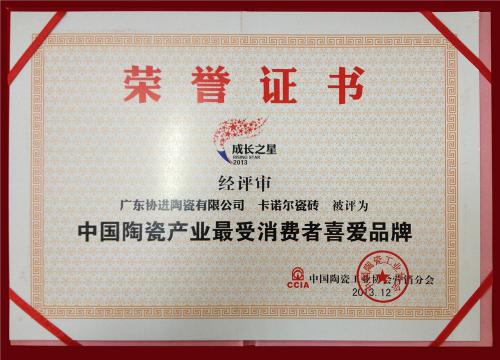 荣誉证书
成长之星
RISING STAR
2013
经评审
广东协进陶瓷有限公司 卡诺尔瓷砖 被评为
中国陶瓷产业最受消费者喜爱品牌
CCIA
中国陶瓷工业协会营销分会
2013.12